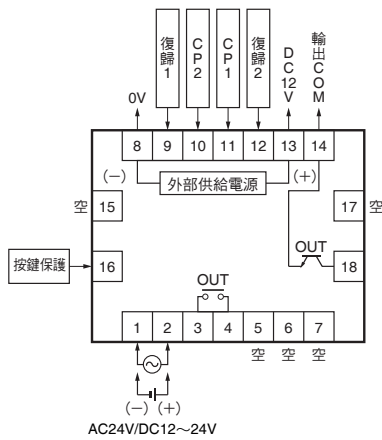 復歸1
CP2
CP1
復歸2
DC12V
輸出COM
0V
8 9 10 11 12 13 14
(−) 外部供給電源 (+)
空 15
17 空
按鍵保護 16
OUT 18
OUT
1 2 3 4 5 6 7
空 空 空
(−) (+)
AC24V/DC12～24V